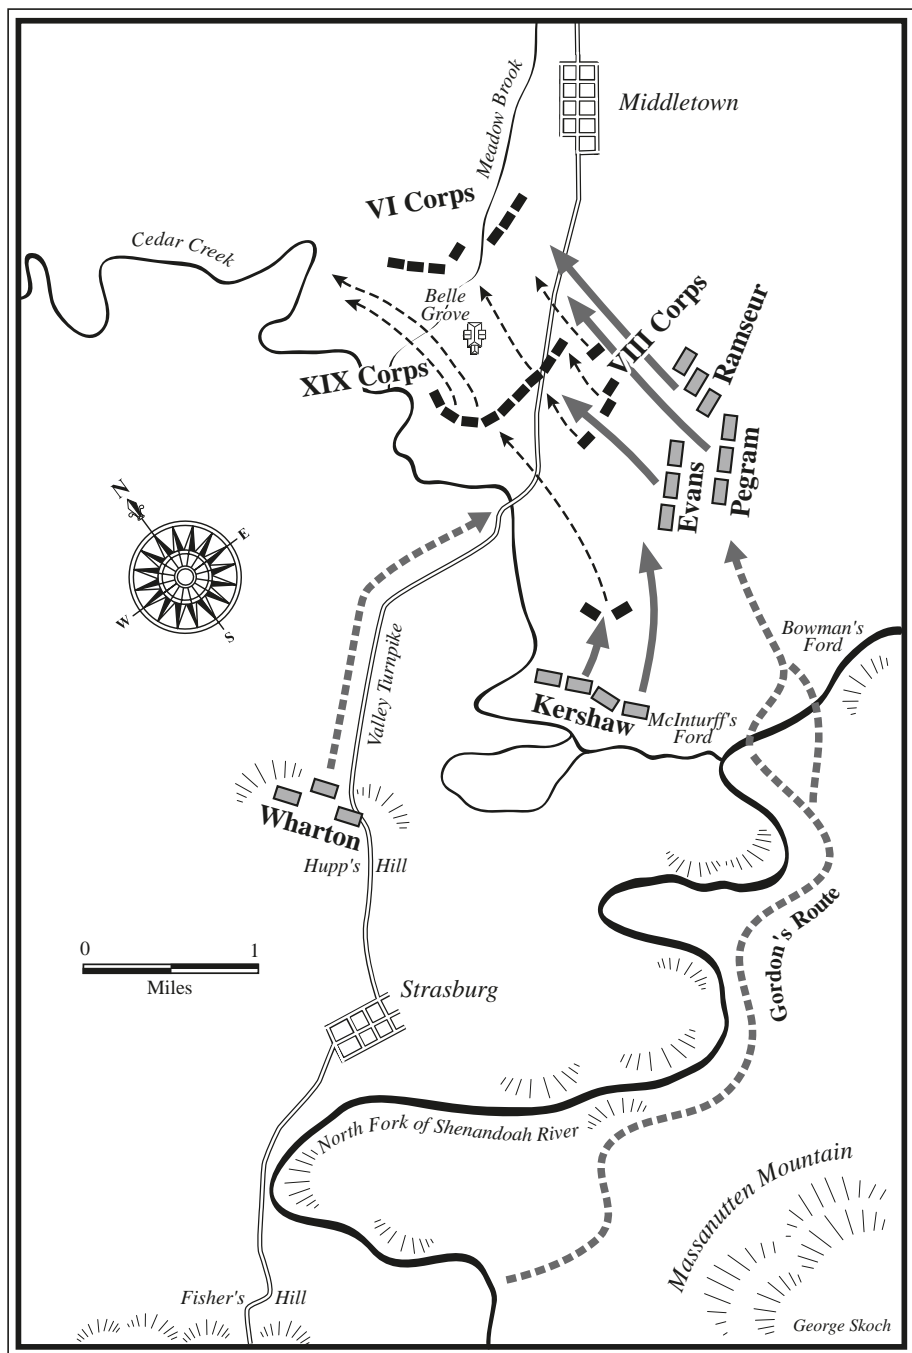 Middletown
Meadow Brook
VI Corps
Cedar Creek
Belle
Grove
VIII Corps
Ramseur
XIX Corps
Pegram
Evans
N
E
W
S
Bowman's
Ford
Valley Turnpike
Kershaw
McInturff's
Ford
Wharton
Hupp's Hill
Gordon's Route
0 1
Miles
Strasburg
North Fork of Shenandoah River
Massanutten Mountain
Fisher's Hill
George Skoch